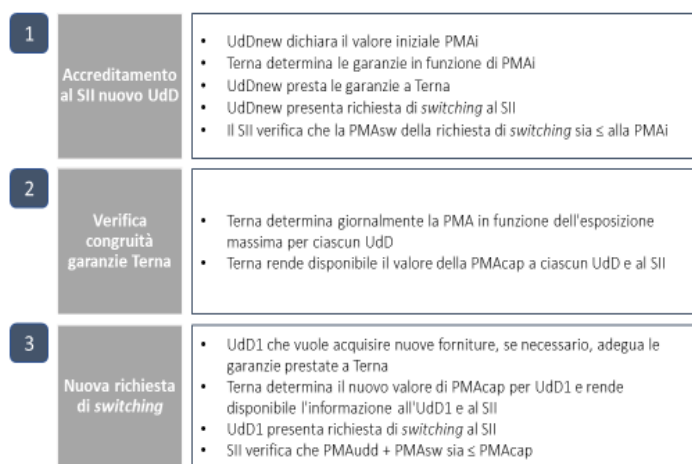 1
Accreditamento
al SII nuovo UdD
• UdDnew dichiara il valore iniziale PMAi
• Terna determina le garanzie in funzione di PMAi
• UdDnew presta le garanzie a Terna
• UdDnew presenta richiesta di switching al SII
• Il SII verifica che la PMAsw della richiesta di switching sia ≤ alla PMAi
2
Verifica
congruità
garanzie Terna
• Terna determina giornalmente la PMA in funzione dell'esposizione
massima per ciascun UdD
• Terna rende disponibile il valore della PMAcap a ciascun UdD e al SII
3
Nuova richiesta
di switching
• UdD1 che vuole acquisire nuove forniture, se necessario, adegua le
garanzie prestate a Terna
• Terna determina il nuovo valore di PMAcap per UdD1 e rende
disponibile l'informazione all'UdD1 e al SII
• UdD1 presenta richiesta di switching al SII
• SII verifica che PMAudd + PMAsw sia ≤ PMAcap